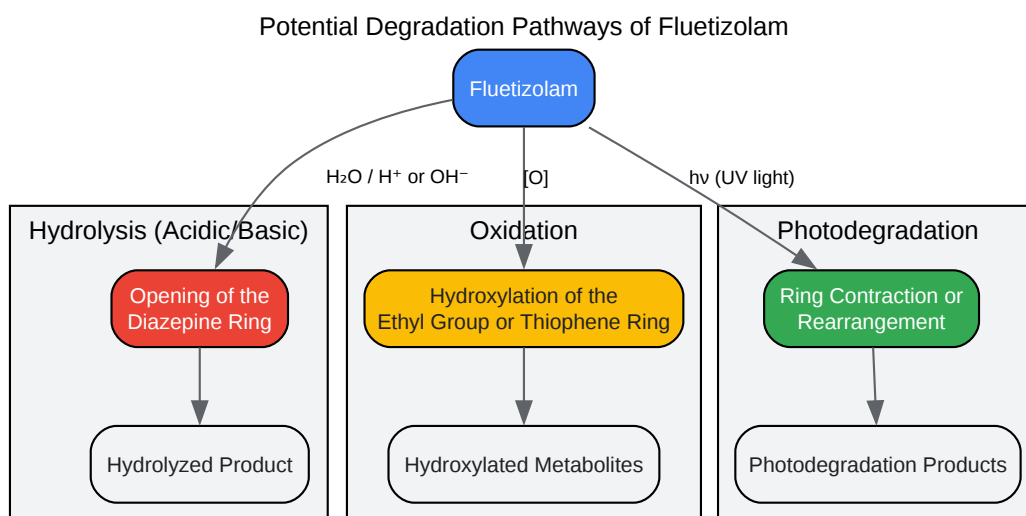 Potential Degradation Pathways of Fluetizolam
Fluetizolam
H₂O / H⁺ or OH⁻
[O]
hν (UV light)
Hydrolysis (Acidic/Basic)
Opening of the
Diazepine Ring
Hydrolyzed Product
Oxidation
Hydroxylation of the
Ethyl Group or Thiophene Ring
Hydroxylated Metabolites
Photodegradation
Ring Contraction or
Rearrangement
Photodegradation Products